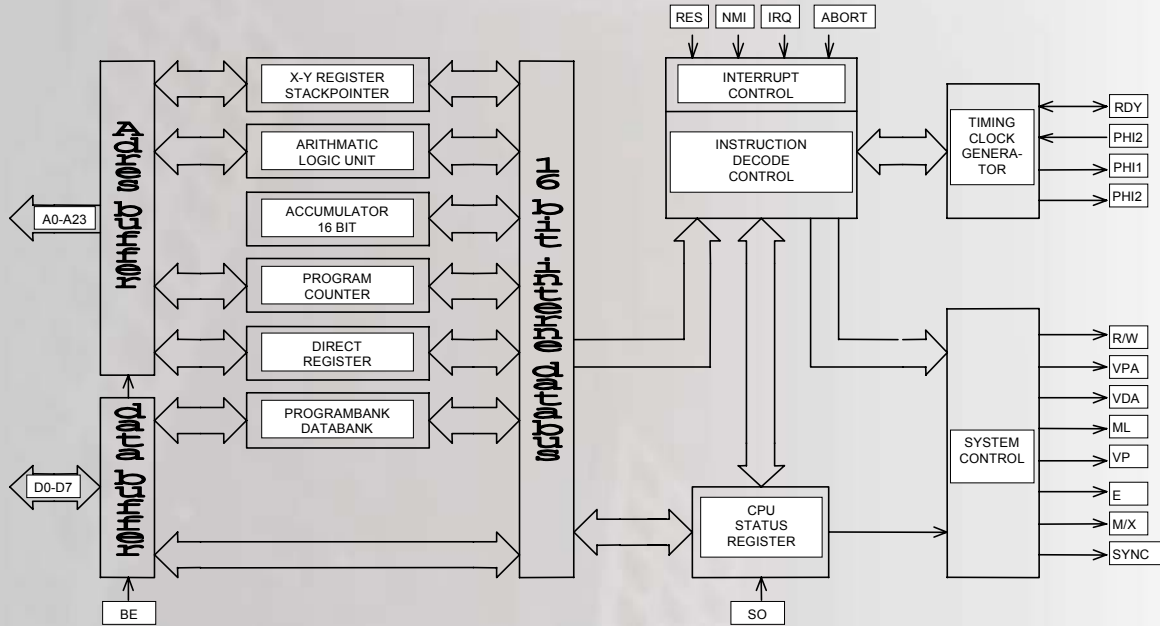 RES NMI IRQ ABORT
INTERRUPT
CONTROL
INSTRUCTION
DECODE
CONTROL
TIMING
CLOCK
GENERA-
TOR
RDY
PHI2
PHI1
PHI2
X-Y REGISTER
STACKPOINTER
ARITHMATIC
LOGIC UNIT
ACCUMULATOR
16 BIT
PROGRAM
COUNTER
DIRECT
REGISTER
PROGRAMBANK
DATABANK
Adres buffer
A0-A23
data buffer
D0-D7
BE
16 bit interne databus
CPU
STATUS
REGISTER
SO
SYSTEM
CONTROL
R/W
VPA
VDA
ML
VP
E
M/X
SYNC